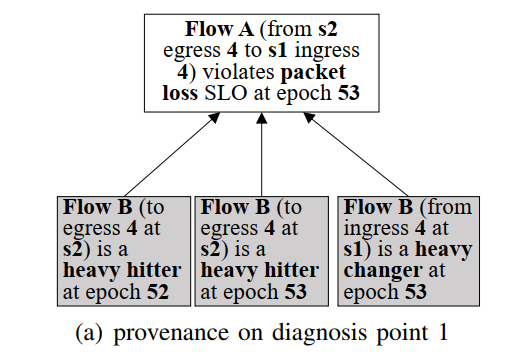 Flow A (from s2
egress 4 to s1 ingress
4) violates packet
loss SLO at epoch 53
Flow B (to
egress 4 at
s2) is a
heavy hitter
at epoch 52
Flow B (to
egress 4 at
s2) is a
heavy hitter
at epoch 53
Flow B (from
ingress 4 at
s1) is a heavy
changer at
epoch 53
(a) provenance on diagnosis point 1